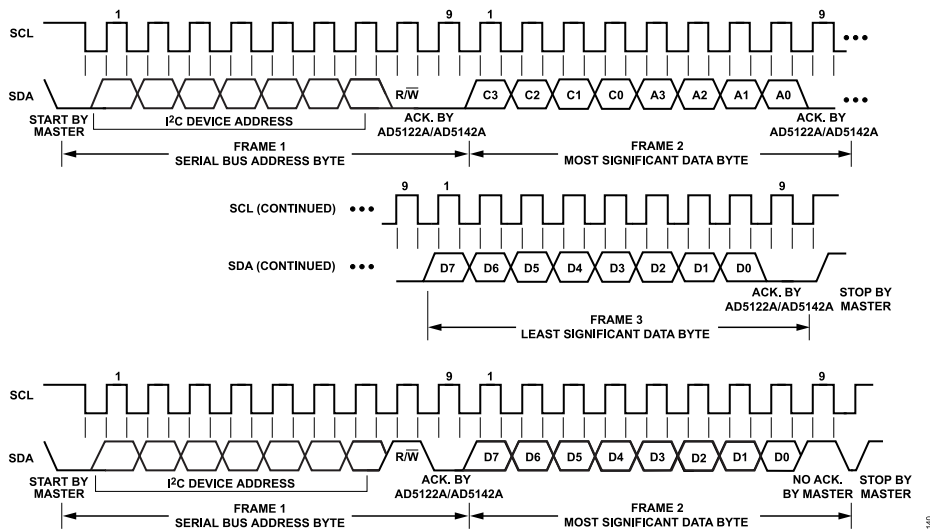 1 9 1 9
SCL •••
SDA R/W̅ C3 C2 C1 C0 A3 A2 A1 A0 •••
START BY
MASTER
I²C DEVICE ADDRESS
ACK. BY
AD5122A/AD5142A
ACK. BY
AD5122A/AD5142A
FRAME 1
SERIAL BUS ADDRESS BYTE
FRAME 2
MOST SIGNIFICANT DATA BYTE
9 1 9
SCL (CONTINUED) •••
SDA (CONTINUED) ••• D7 D6 D5 D4 D3 D2 D1 D0
ACK. BY
AD5122A/AD5142A
STOP BY
MASTER
FRAME 3
LEAST SIGNIFICANT DATA BYTE
1 9 1 9
SCL
SDA R/W̅ D7 D6 D5 D4 D3 D2 D1 D0
START BY
MASTER
I²C DEVICE ADDRESS
ACK. BY
AD5122A/AD5142A
NO ACK.
BY MASTER
STOP BY
MASTER
FRAME 1
SERIAL BUS ADDRESS BYTE
FRAME 2
MOST SIGNIFICANT DATA BYTE